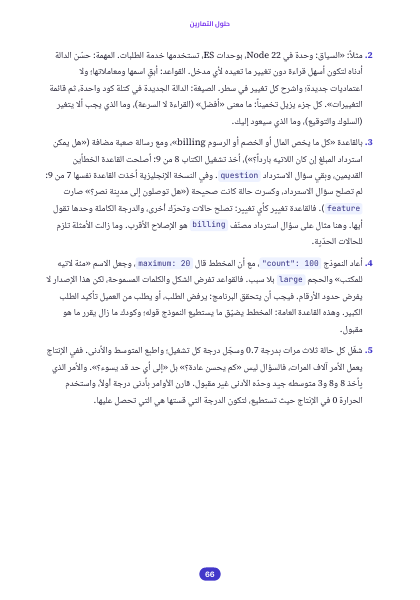 حلول التمارين
2. مثلاً: «السياق: وحدة في Node 22، بوحدات ES، تستخدمها خدمة الطلبات. المهمة: حسّن الدالة
أدناه لتكون أسهل قراءة دون تغيير ما تعيده لأي مدخل. القواعد: أبقِ اسمها ومعاملاتها؛ ولا
اعتماديات جديدة؛ واشرح كل تغيير في سطر. الصيغة: الدالة الجديدة في كتلة كود واحدة، ثم قائمة
التغييرات». كل جزء يزيل تخميناً: ما معنى «أفضل» (القراءة لا السرعة)، وما الذي يجب ألا يتغير
(السلوك والتوقيع)، وما الذي سيعود إليك.
3. بالقاعدة «كل ما يخص المال أو الخصم أو الرسوم billing»، ومع رسالة صعبة مضافة («هل يمكن
استرداد المبلغ إن كان اللاتيه بارداً؟»)، أخذ تشغيل الكتاب 8 من 9: أصلحت القاعدة الخطأين
القديمين، وبقي سؤال الاسترداد question. وفي النسخة الإنجليزية أخذت القاعدة نفسها 7 من 9:
لم تصلح سؤال الاسترداد، وكسرت حالة كانت صحيحة («هل توصلون إلى مدينة نصر؟» صارت
feature). فالقاعدة تغيير كأي تغيير: تصلح حالات وتحرّك أخرى، والدرجة الكاملة وحدها تقول
أيها. وهنا مثال على سؤال استرداد مصنّف billing هو الإصلاح الأقرب. وما زالت الأمثلة تلزم
للحالات الحدّية.
4. أعاد النموذج "count": 100، مع أن المخطط قال maximum: 20، وجعل الاسم «مئة لاتيه
للمكتب» والحجم large بلا سبب. فالقواعد تفرض الشكل والكلمات المسموحة، لكن هذا الإصدار لا
يفرض حدود الأرقام. فيجب أن يتحقق البرنامج: يرفض الطلب، أو يطلب من العميل تأكيد الطلب
الكبير. وهذه القاعدة العامة: المخطط يضيّق ما يستطيع النموذج قوله؛ وكودك ما زال يقرر ما هو
مقبول.
5. شغّل كل حالة ثلاث مرات بدرجة 0.7 وسجّل درجة كل تشغيل؛ واطبع المتوسط والأدنى. ففي الإنتاج
يعمل الأمر آلاف المرات، فالسؤال ليس «كم يحسن عادة؟» بل «إلى أي حد قد يسوء؟». والأمر الذي
يأخذ 8 و8 و3 متوسطه جيد وحدّه الأدنى غير مقبول. قارن الأوامر بأدنى درجة أولاً، واستخدم
الحرارة 0 في الإنتاج حيث تستطيع، لتكون الدرجة التي قستها هي التي تحصل عليها.
66